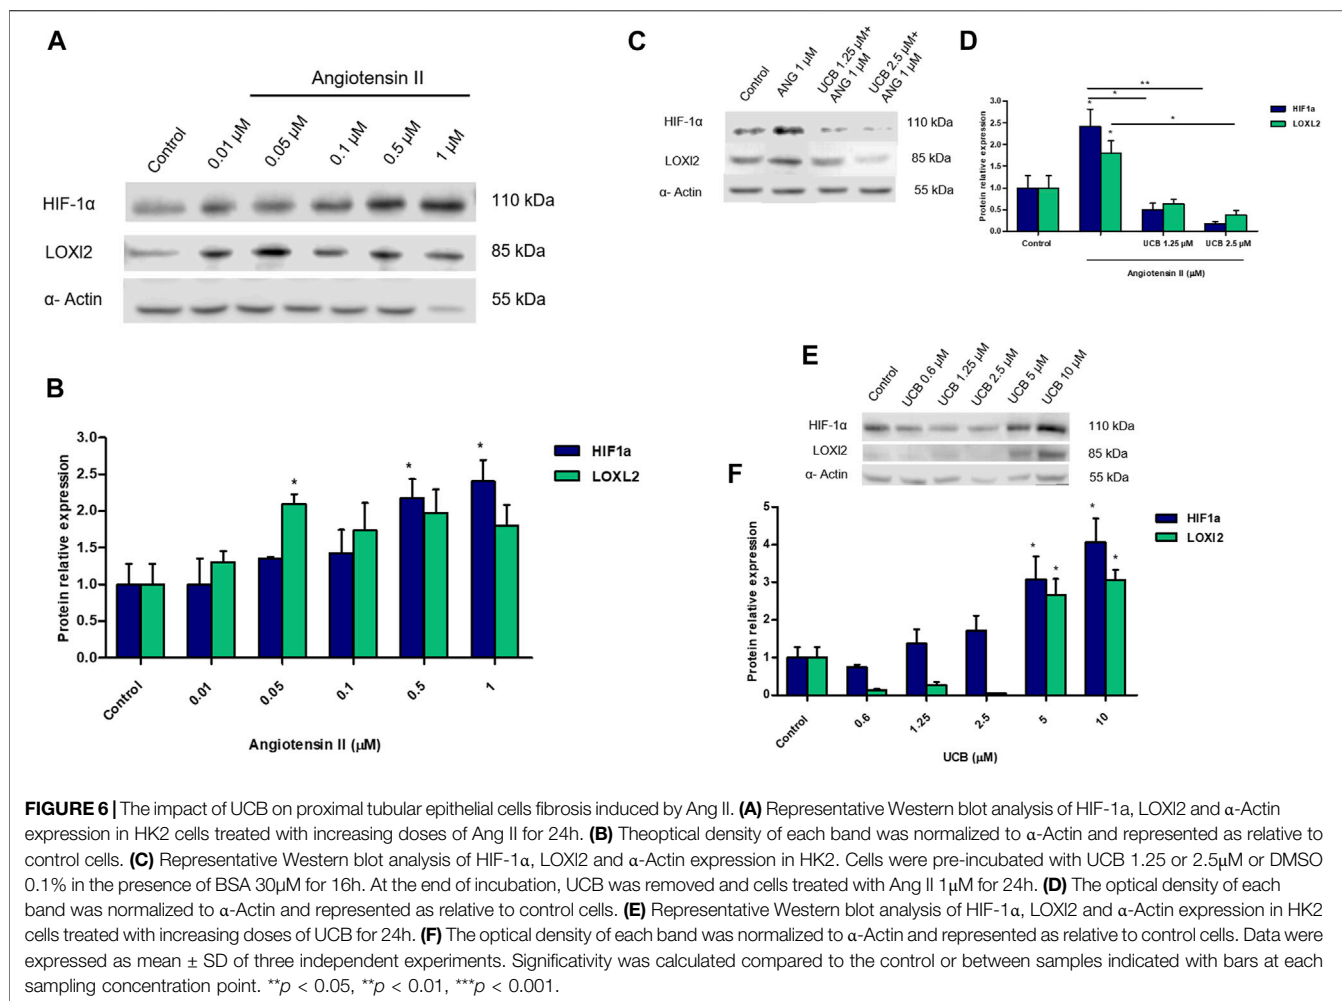 A
Angiotensin II
Control
0.01 µM
0.05 µM
0.1 µM
0.5 µM
1 µM
HIF-1α
110 kDa
LOXl2
85 kDa
α- Actin
55 kDa
B
Protein relative expression
3.0
2.5
2.0
1.5
1.0
0.5
0.0
*
*
*
HIF1a
LOXL2
Control
0.01
0.05
0.1
0.5
1
Angiotensin II (µM)
C
Control
ANG 1 µM
UCB 1.25 µM+
ANG 1 µM
UCB 2.5 µM+
ANG 1 µM
HIF-1α
110 kDa
LOXl2
85 kDa
α- Actin
55 kDa
D
Protein relative expression
3.0
2.5
2.0
1.5
1.0
0.5
0.0
**
*
*
*
*
HIF1a
LOXL2
Control
UCB 1.25 µM
UCB 2.5 µM
Angiotensin II (µM)
E
Control
UCB 0.6 µM
UCB 1.25 µM
UCB 2.5 µM
UCB 5 µM
UCB 10 µM
HIF-1α
110 kDa
LOXl2
85 kDa
α- Actin
55 kDa
F
Protein relative expression
5
4
3
2
1
0
*
*
*
*
HIF1a
LOXl2
Control
0.6
1.25
2.5
5
10
UCB (µM)
FIGURE 6 | The impact of UCB on proximal tubular epithelial cells fibrosis induced by Ang II. (A) Representative Western blot analysis of HIF-1a, LOXl2 and α-Actin
expression in HK2 cells treated with increasing doses of Ang II for 24h. (B) Theoptical density of each band was normalized to α-Actin and represented as relative to
control cells. (C) Representative Western blot analysis of HIF-1α, LOXl2 and α-Actin expression in HK2. Cells were pre-incubated with UCB 1.25 or 2.5µM or DMSO
0.1% in the presence of BSA 30µM for 16h. At the end of incubation, UCB was removed and cells treated with Ang II 1µM for 24h. (D) The optical density of each
band was normalized to α-Actin and represented as relative to control cells. (E) Representative Western blot analysis of HIF-1α, LOXl2 and α-Actin expression in HK2
cells treated with increasing doses of UCB for 24h. (F) The optical density of each band was normalized to α-Actin and represented as relative to control cells. Data were
expressed as mean ± SD of three independent experiments. Significativity was calculated compared to the control or between samples indicated with bars at each
sampling concentration point. **p < 0.05, **p < 0.01, ***p < 0.001.